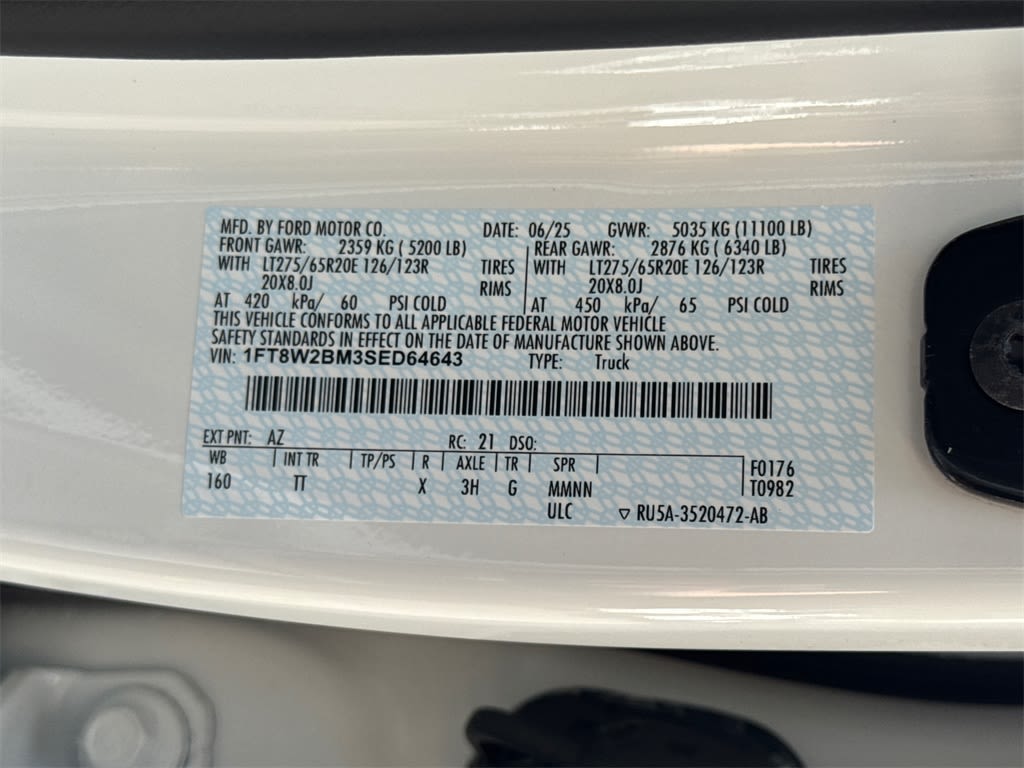 MFD. BY FORD MOTOR CO. DATE: 06/25 GVWR: 5035 KG (11100 LB)
FRONT GAWR: 2359 KG ( 5200 LB) REAR GAWR: 2876 KG ( 6340 LB)
WITH LT275/65R20E 126/123R TIRES WITH LT275/65R20E 126/123R TIRES
20X8.0J RIMS 20X8.0J RIMS
AT 420 kPa/ 60 PSI COLD AT 450 kPa/ 65 PSI COLD
THIS VEHICLE CONFORMS TO ALL APPLICABLE FEDERAL MOTOR VEHICLE
SAFETY STANDARDS IN EFFECT ON THE DATE OF MANUFACTURE SHOWN ABOVE.
VIN: 1FT8W2BM3SED64643 TYPE: Truck
EXT PNT: AZ RC: 21 DSO:
WB INT TR TP/PS R AXLE TR SPR F0176
160 TT X 3H G MMNN T0982
ULC ▽ RU5A-3520472-AB